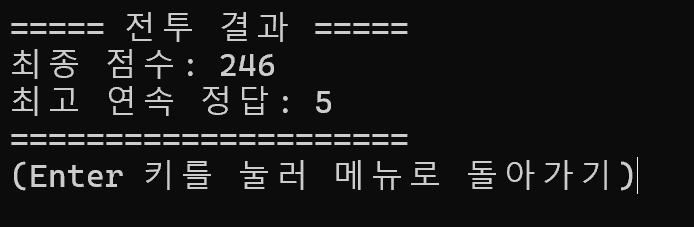 ===== 전투 결과 =====
최종 점수: 246
최고 연속 정답: 5
=====================
(Enter 키를 눌러 메뉴로 돌아가기)